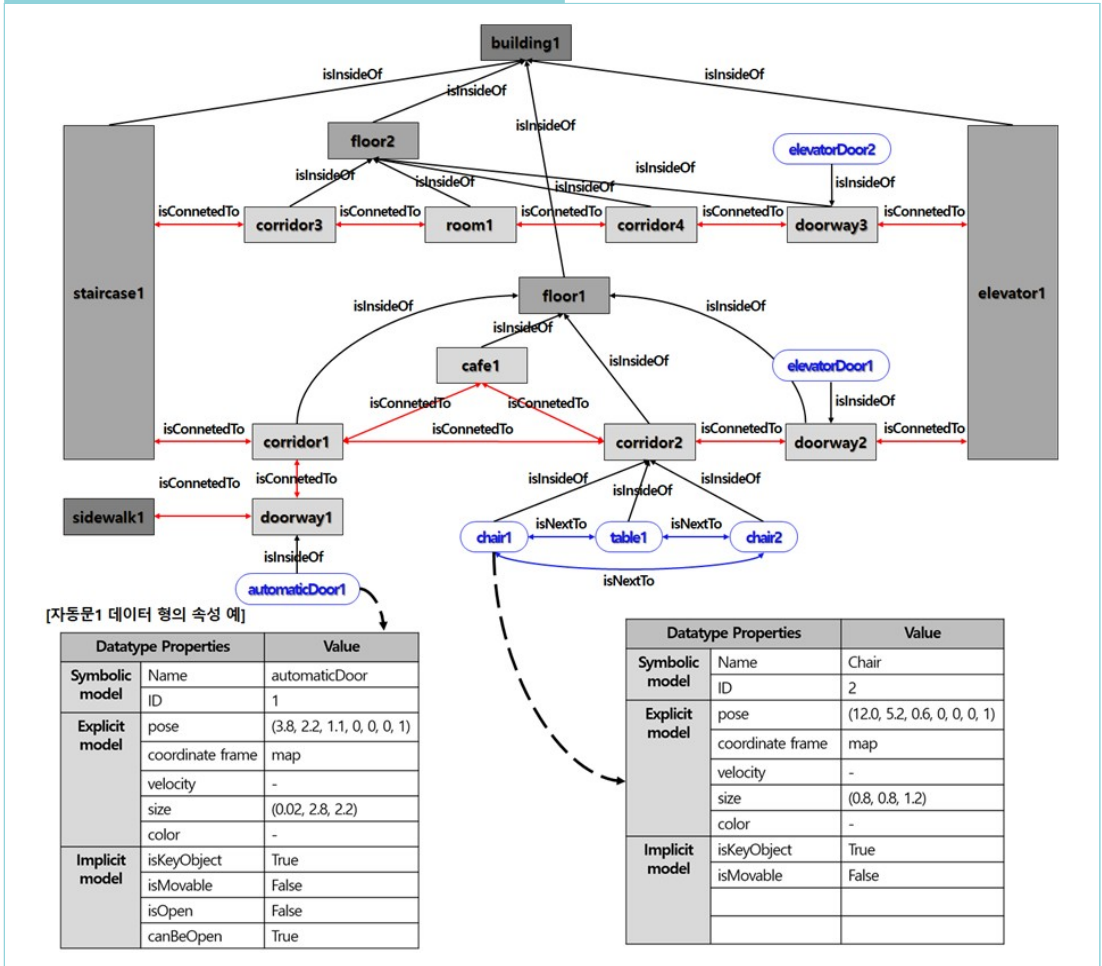 building1
isInsideOf isInsideOf
isInsideOf
isInsideOf
floor2
elevatorDoor2
isInsideOf isInsideOf isInsideOf isInsideOf
isConnetedTo isConnetedTo isConnetedTo isConnetedTo isConnetedTo
corridor3 room1 corridor4 doorway3
staircase1 floor1 elevator1
isInsideOf isInsideOf
isInsideOf
cafe1 isInsideOf elevatorDoor1
isConnetedTo isConnetedTo isInsideOf
isConnetedTo isConnetedTo isConnetedTo isConnetedTo
corridor1 corridor2 doorway2
isConnetedTo isConnetedTo isInsideOf isInsideOf isInsideOf
sidewalk1 doorway1
isNextTo isNextTo
chair1 table1 chair2
isInsideOf
isNextTo
automaticDoor1
[자동문1 데이터 형의 속성 예]
Datatype Properties Value
Symbolic model Name automaticDoor
ID 1
Explicit model pose (3.8, 2.2, 1.1, 0, 0, 0, 1)
coordinate frame map
velocity -
size (0.02, 2.8, 2.2)
color -
Implicit model isKeyObject True
isMovable False
isOpen False
canBeOpen True
Datatype Properties Value
Symbolic model Name Chair
ID 2
Explicit model pose (12.0, 5.2, 0.6, 0, 0, 0, 1)
coordinate frame map
velocity -
size (0.8, 0.8, 1.2)
color -
Implicit model isKeyObject True
isMovable False